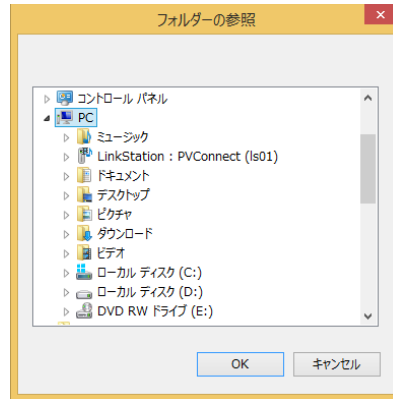 フォルダーの参照
コントロール パネル
PC
ミュージック
LinkStation : PVConnect (ls01)
ドキュメント
デスクトップ
ピクチャ
ダウンロード
ビデオ
ローカル ディスク (C:)
ローカル ディスク (D:)
DVD RW ドライブ (E:)
OK キャンセル